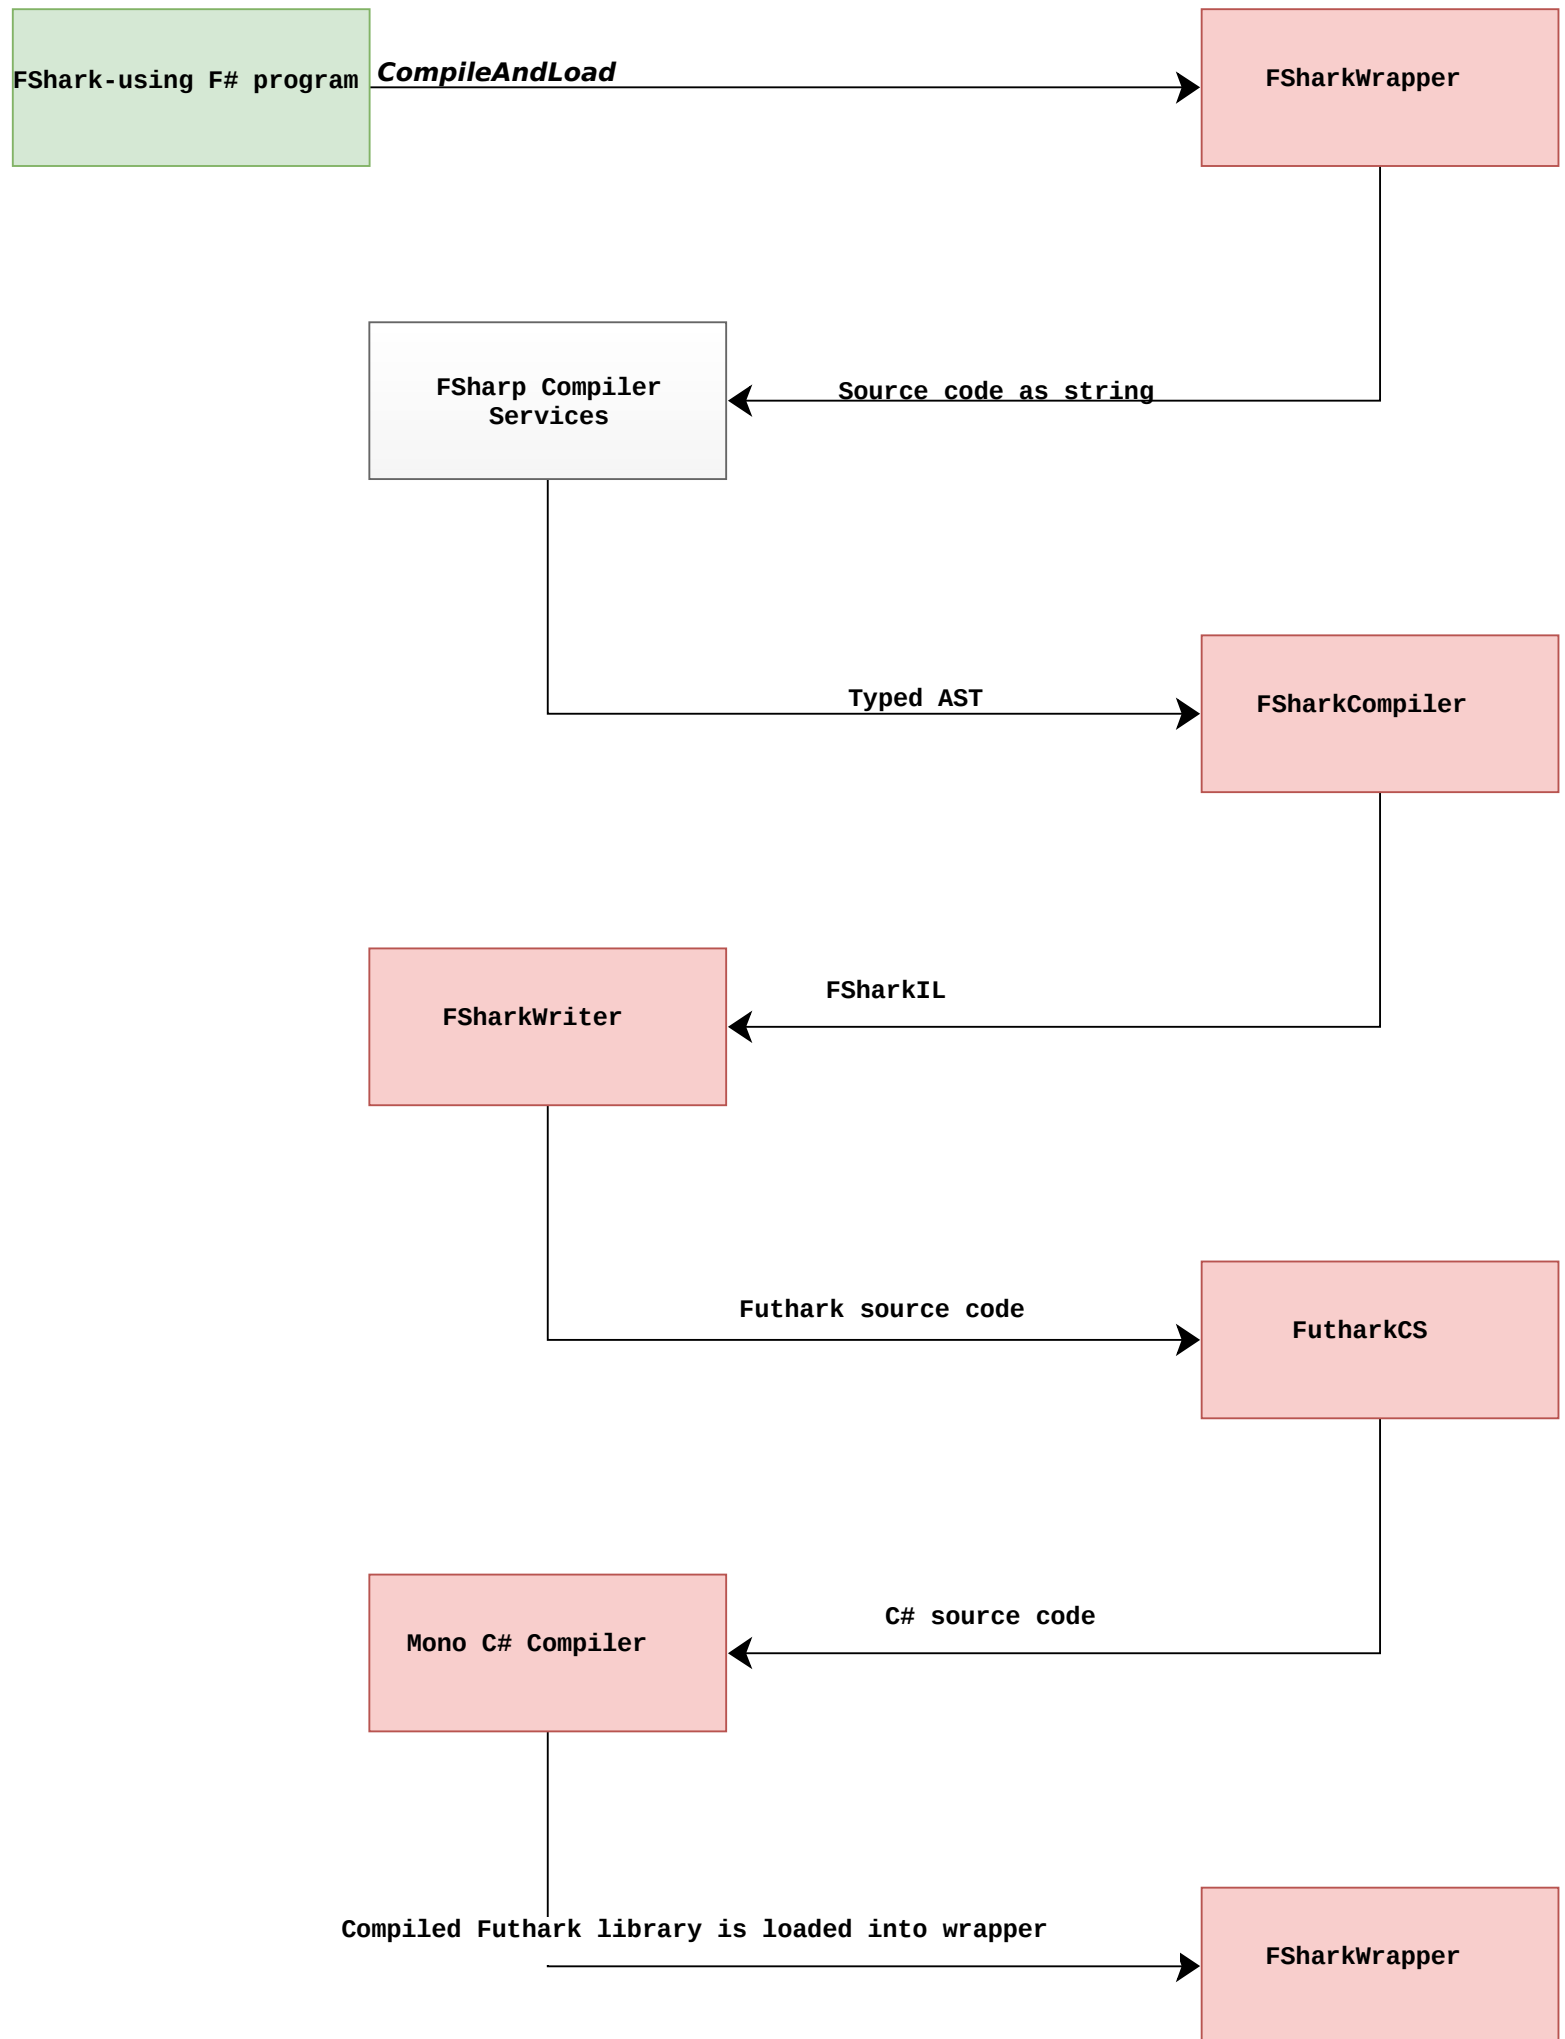 FShark-using F# program
CompileAndLoad
FSharkWrapper
FSharp Compiler
Services
Source code as string
Typed AST
FSharkCompiler
FSharkWriter
FSharkIL
Futhark source code
FutharkCS
Mono C# Compiler
C# source code
Compiled Futhark library is loaded into wrapper
FSharkWrapper